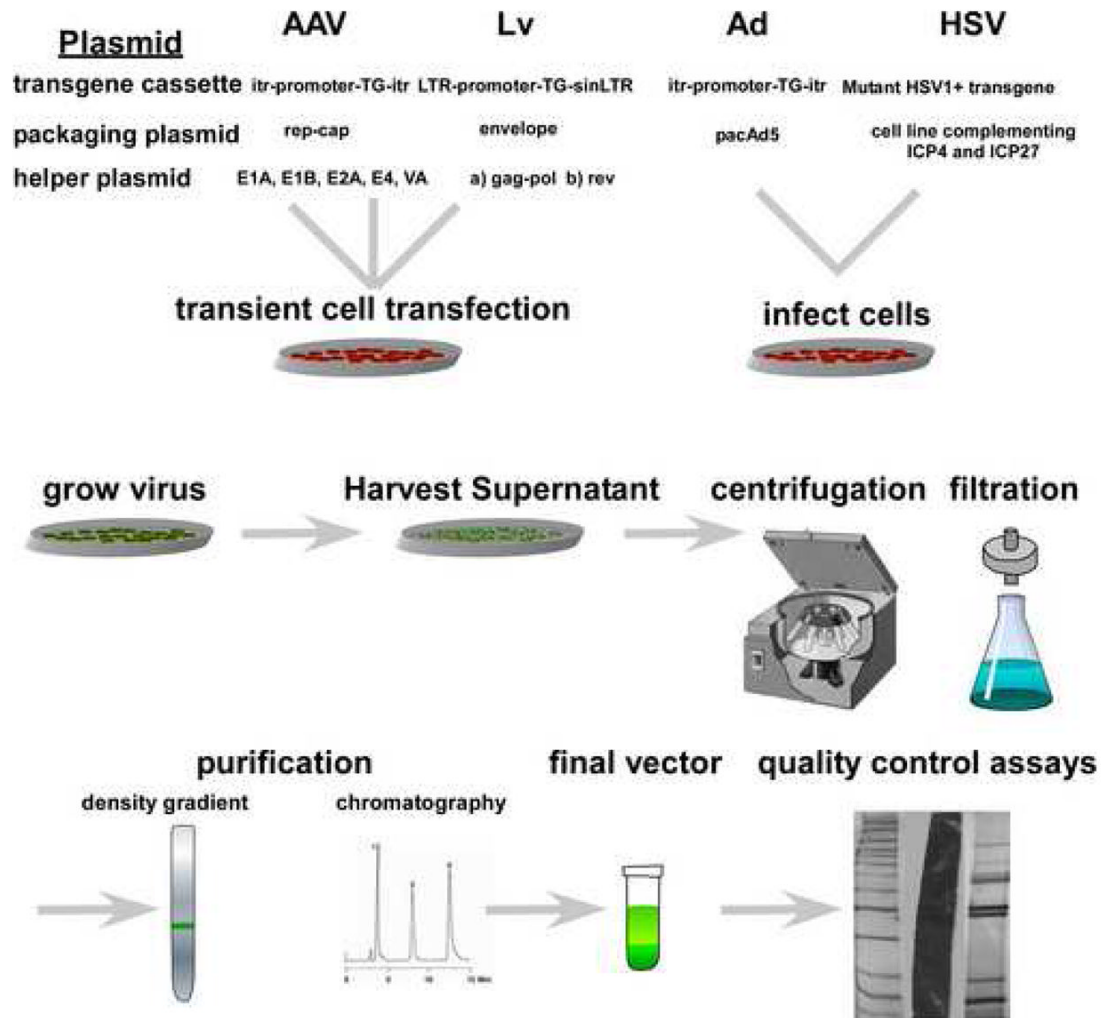 AAV Lv Ad HSV
Plasmid
transgene cassette itr-promoter-TG-itr LTR-promoter-TG-sinLTR itr-promoter-TG-itr Mutant HSV1+ transgene
packaging plasmid rep-cap envelope pacAd5 cell line complementing
ICP4 and ICP27
helper plasmid E1A, E1B, E2A, E4, VA a) gag-pol b) rev
transient cell transfection infect cells
grow virus Harvest Supernatant centrifugation filtration
purification final vector quality control assays
density gradient chromatography
5 10 15